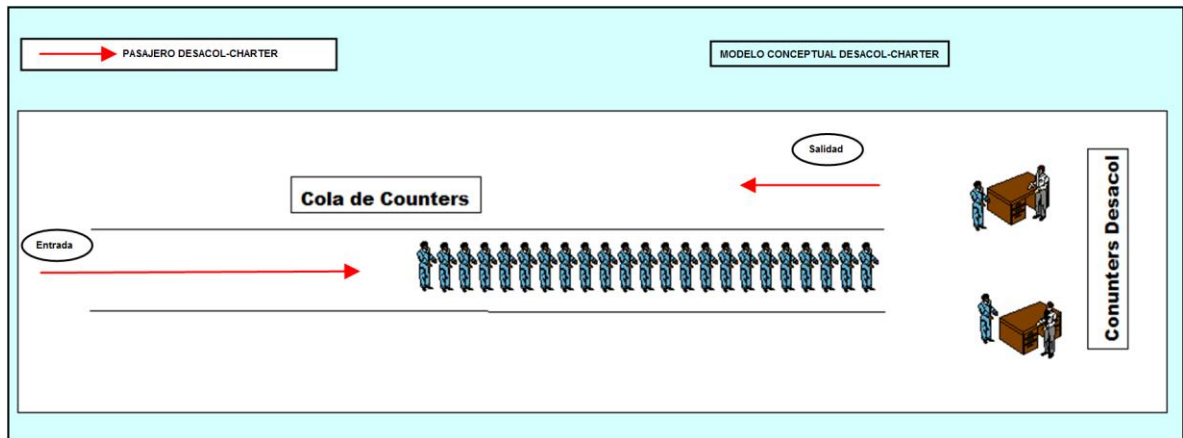 PASAJERO DESACOL-CHARTER
MODELO CONCEPTUAL DESACOL-CHARTER
Salidad
Cola de Counters
Entrada
Conunters Desacol